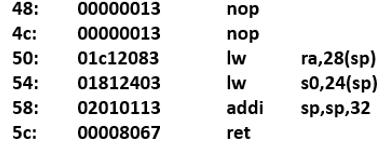 48: 00000013 nop
4c: 00000013 nop
50: 01c12083 lw ra,28(sp)
54: 01812403 lw s0,24(sp)
58: 02010113 addi sp,sp,32
5c: 00008067 ret